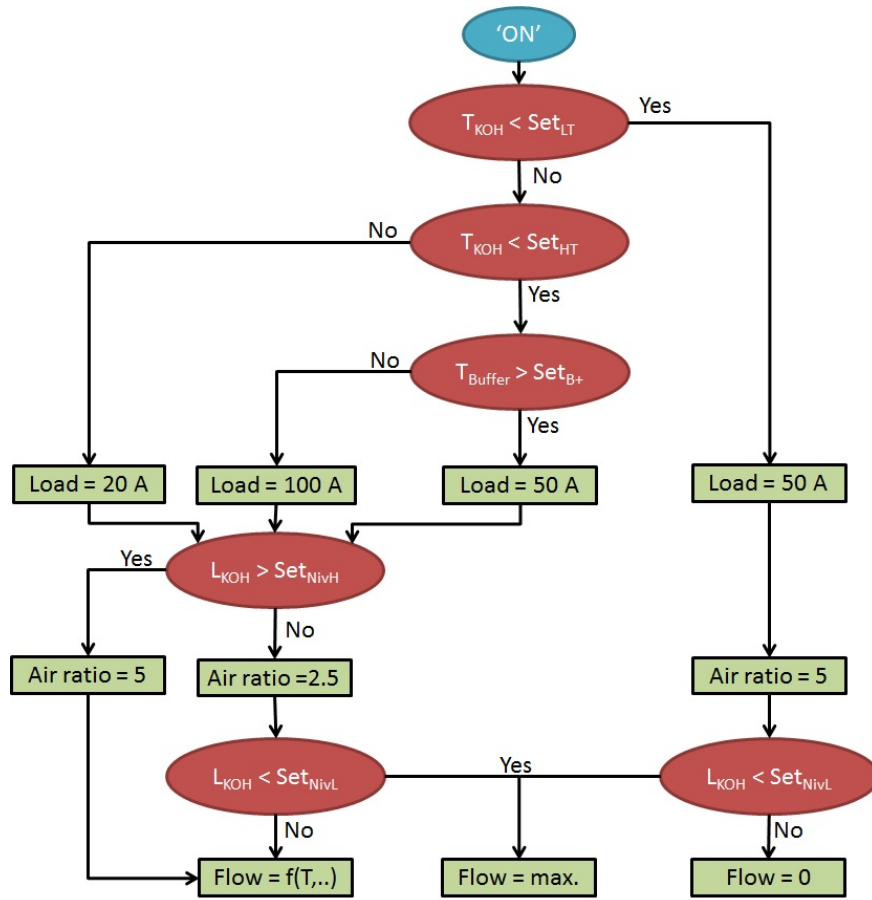 ‘ON’
T_KOH < Set_LT
Yes
No
T_KOH < Set_HT
No
Yes
T_Buffer > Set_B+
No
Yes
Load = 20 A
Load = 100 A
Load = 50 A
Load = 50 A
L_KOH > Set_NivH
Yes
No
Air ratio = 5
Air ratio =2.5
Air ratio = 5
L_KOH < Set_NivL
Yes
L_KOH < Set_NivL
No
No
Flow = f(T,..)
Flow = max.
Flow = 0